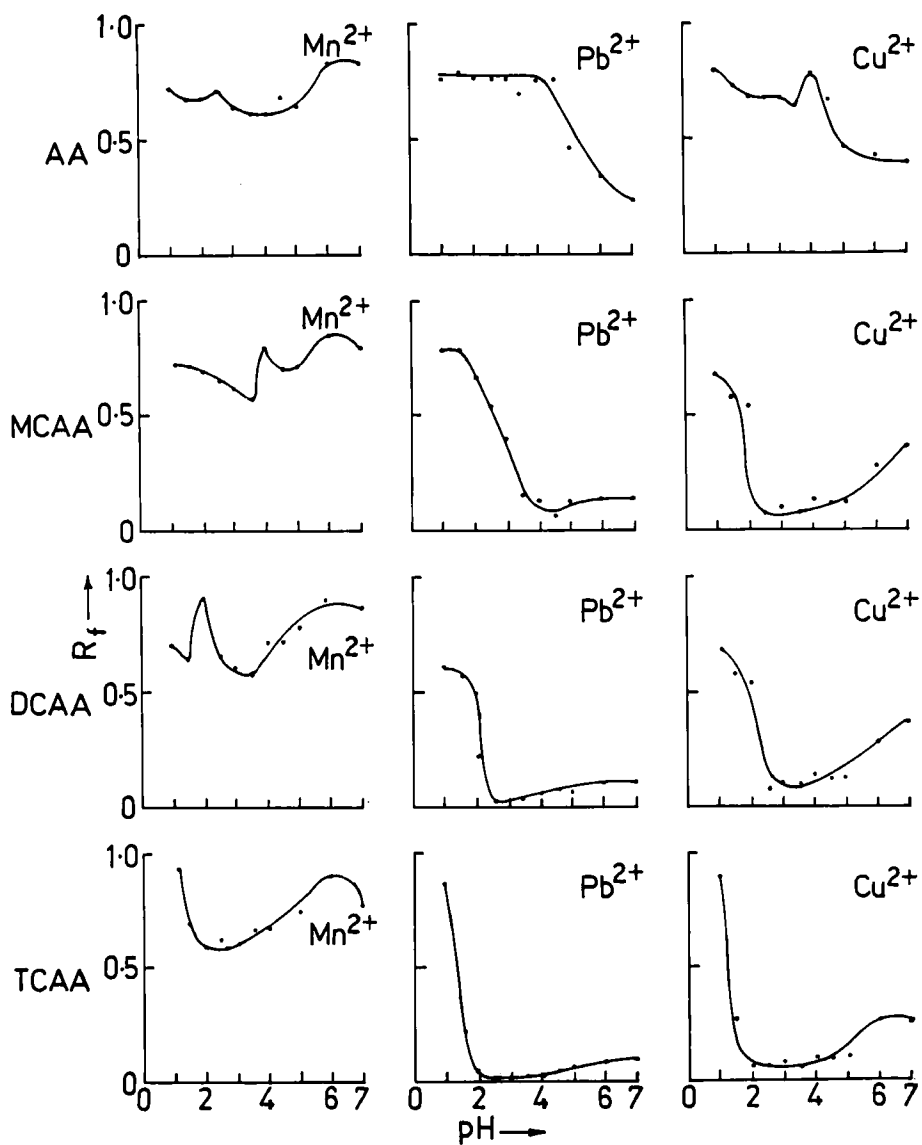 1.0
Mn²⁺
Pb²⁺
Cu²⁺
AA
0.5
0
1.0
Mn²⁺
Pb²⁺
Cu²⁺
MCAA
0.5
0
1.0
Mn²⁺
Pb²⁺
Cu²⁺
R_f →
DCAA
0.5
0
1.0
Mn²⁺
Pb²⁺
Cu²⁺
TCAA
0.5
0
0 2 4 6 7 0 2 4 6 7 0 2 4 6 7
pH →